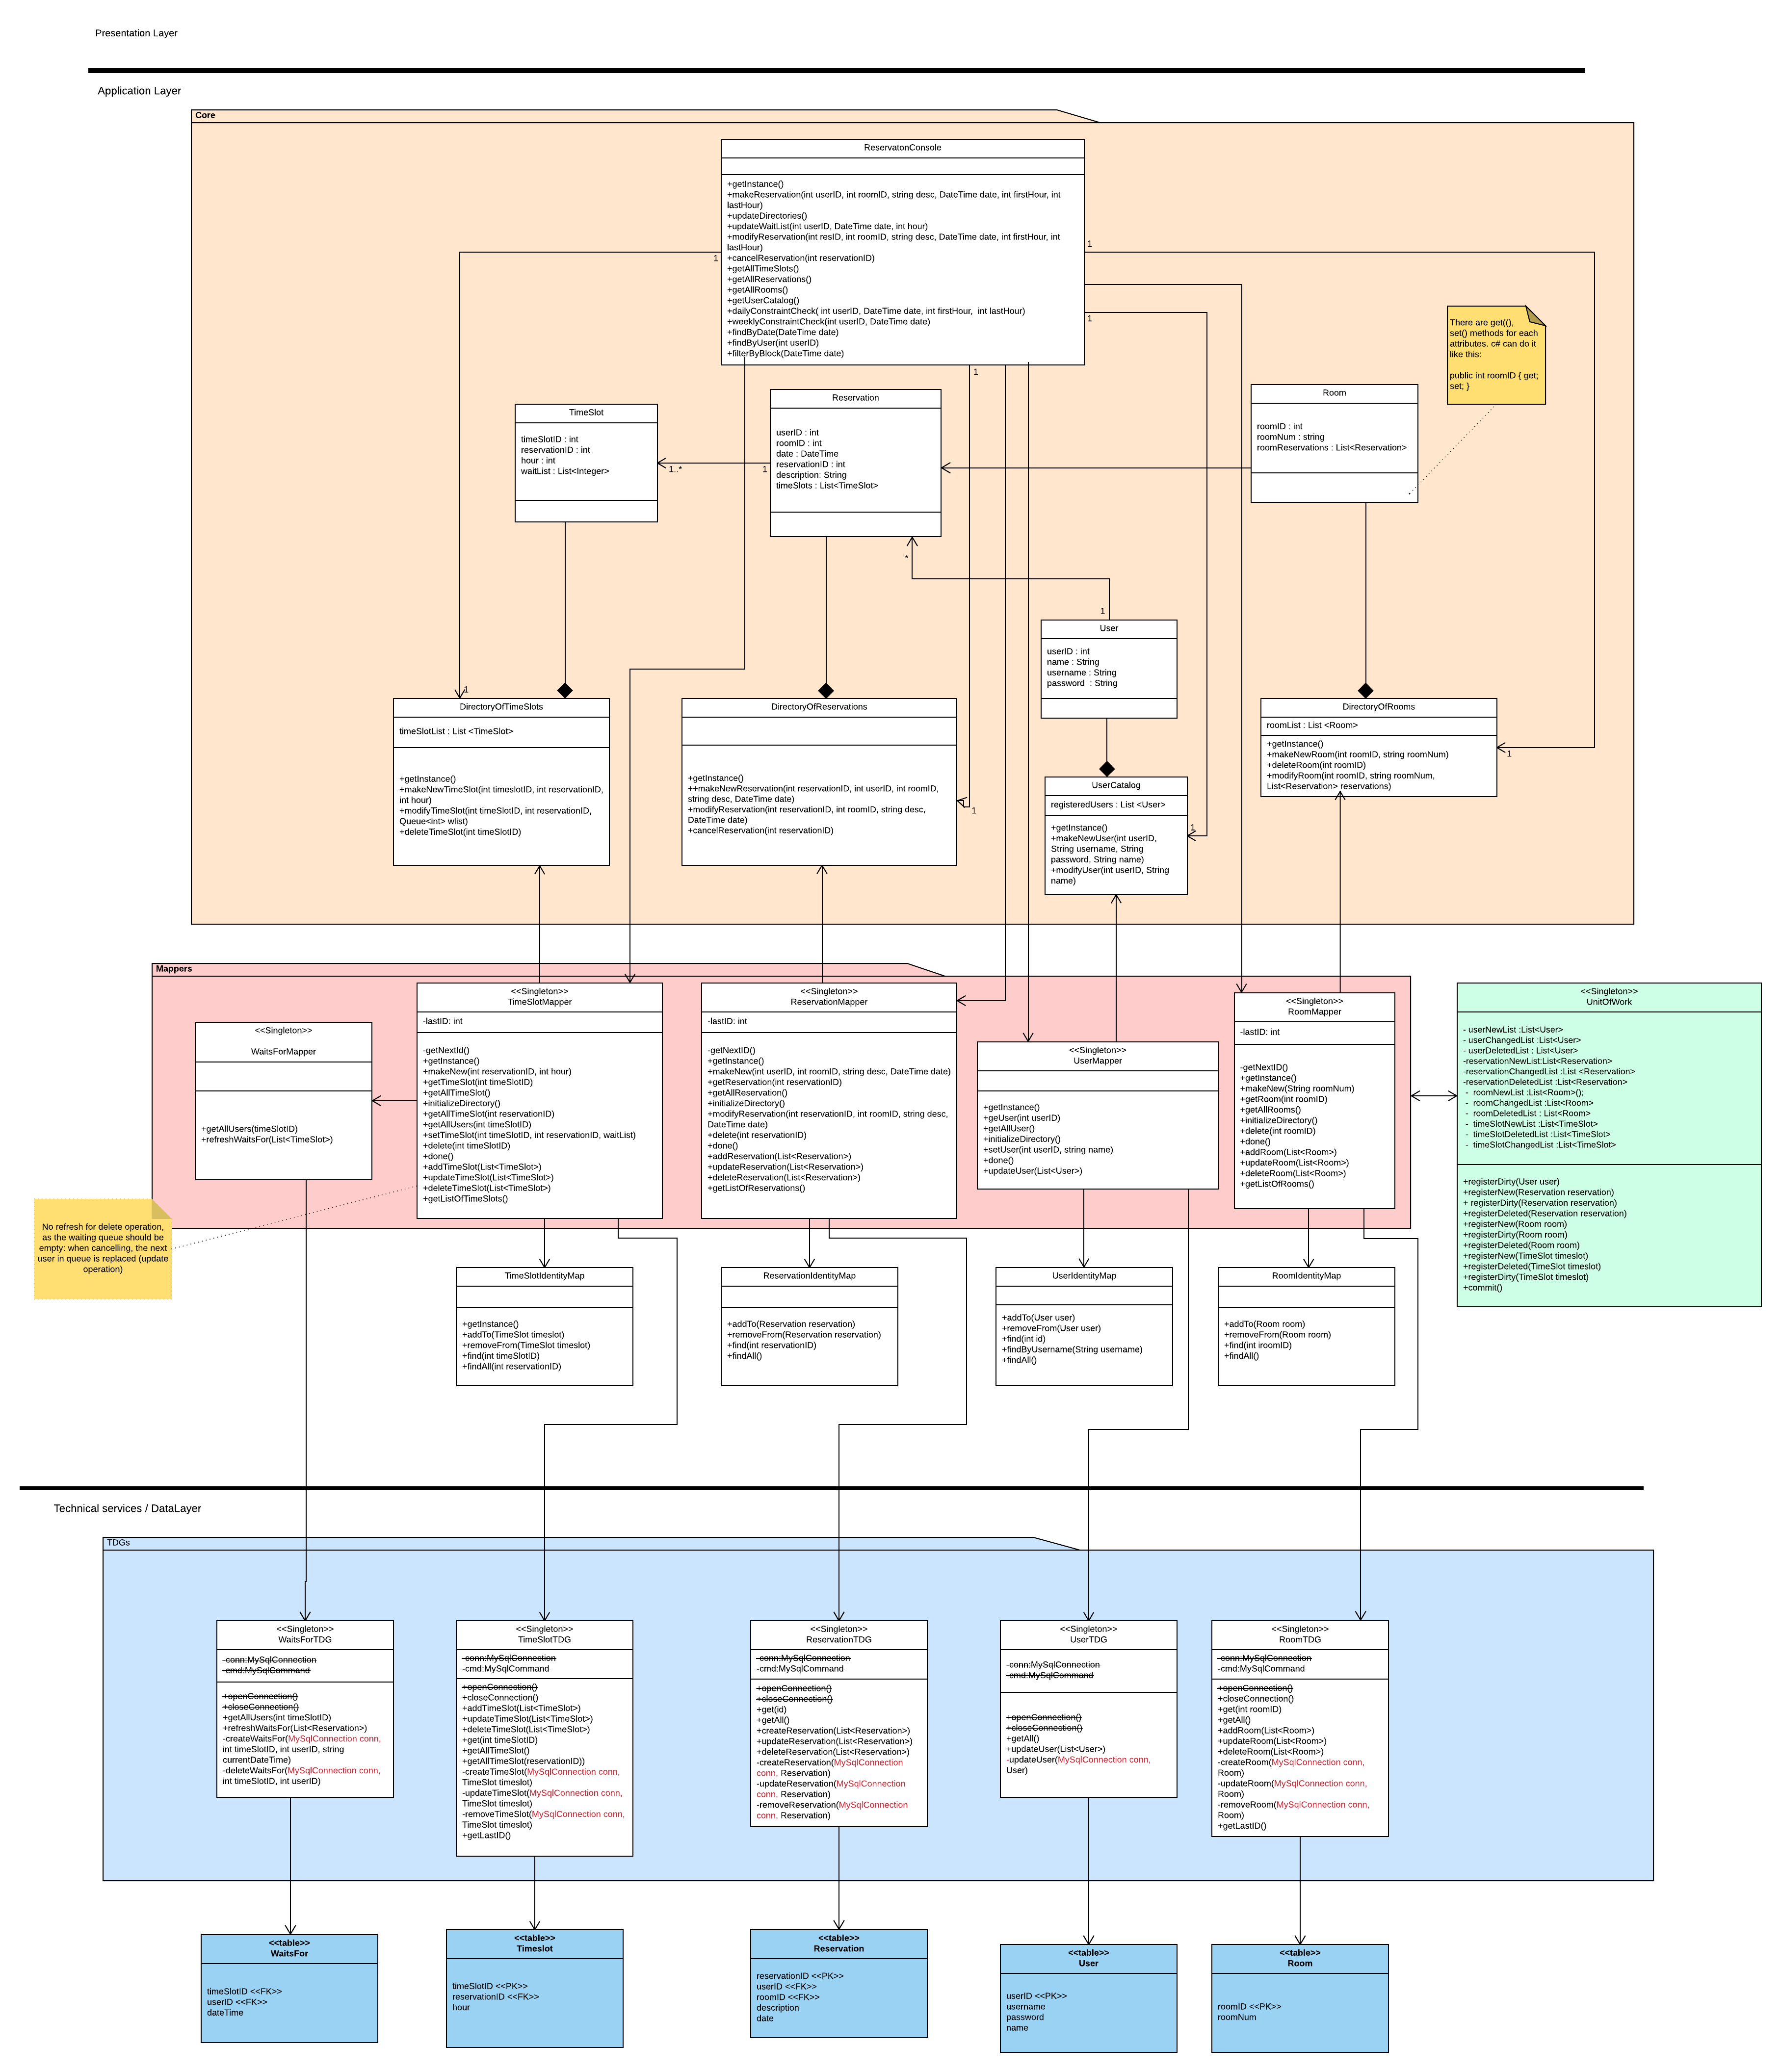 Presentation Layer
Application Layer
Core
ReservatonConsole
+getInstance()
+makeReservation(int userID, int roomID, string desc, DateTime date, int firstHour, int
lastHour)
+updateDirectories()
+updateWaitList(int userID, DateTime date, int hour)
+modifyReservation(int resID, int roomID, string desc, DateTime date, int firstHour, int
lastHour)
+cancelReservation(int reservationID)
+getAllTimeSlots()
+getAllReservations()
+getAllRooms()
+getUserCatalog()
+dailyConstraintCheck( int userID, DateTime date, int firstHour,  int lastHour)
+weeklyConstraintCheck(int userID, DateTime date)
+findByDate(DateTime date)
+findByUser(int userID)
+filterByBlock(DateTime date)
1
1
1
1
There are get((),
set() methods for each
attributes. c# can do it
like this:
public int roomID { get;
set; }
TimeSlot
timeSlotID : int
reservationID : int
hour : int
waitList : List<Integer>
1..*
1
Reservation
userID : int
roomID : int
date : DateTime
reservationID : int
description: String
timeSlots : List<TimeSlot>
*
Room
roomID : int
roomNum : string
roomReservations : List<Reservation>
1
User
userID : int
name : String
username : String
password  : String
1
DirectoryOfTimeSlots
timeSlotList : List <TimeSlot>
+getInstance()
+makeNewTimeSlot(int timeslotID, int reservationID,
int hour)
+modifyTimeSlot(int timeSlotID, int reservationID,
Queue<int> wlist)
+deleteTimeSlot(int timeSlotID)
DirectoryOfReservations
+getInstance()
++makeNewReservation(int reservationID, int userID, int roomID,
string desc, DateTime date)
+modifyReservation(int reservationID, int roomID, string desc,
DateTime date)
+cancelReservation(int reservationID)
1
UserCatalog
registeredUsers : List <User>
+getInstance()
+makeNewUser(int userID,
String username, String
password, String name)
+modifyUser(int userID, String
name)
1
DirectoryOfRooms
roomList : List <Room>
+getInstance()
+makeNewRoom(int roomID, string roomNum)
+deleteRoom(int roomID)
+modifyRoom(int roomID, string roomNum,
List<Reservation> reservations)
1
Mappers
<<Singleton>>
WaitsForMapper
+getAllUsers(timeSlotID)
+refreshWaitsFor(List<TimeSlot>)
<<Singleton>>
TimeSlotMapper
-lastID: int
-getNextId()
+getInstance()
+makeNew(int reservationID, int hour)
+getTimeSlot(int timeSlotID)
+getAllTimeSlot()
+initializeDirectory()
+getAllTimeSlot(int reservationID)
+getAllUsers(int timeSlotID)
+setTimeSlot(int timeSlotID, int reservationID, waitList)
+delete(int timeSlotID)
+done()
+addTimeSlot(List<TimeSlot>)
+updateTimeSlot(List<TimeSlot>)
+deleteTimeSlot(List<TimeSlot>)
+getListOfTimeSlots()
<<Singleton>>
ReservationMapper
-lastID: int
-getNextID()
+getInstance()
+makeNew(int userID, int roomID, string desc, DateTime date)
+getReservation(int reservationID)
+getAllReservation()
+initializeDirectory()
+modifyReservation(int reservationID, int roomID, string desc,
DateTime date)
+delete(int reservationID)
+done()
+addReservation(List<Reservation>)
+updateReservation(List<Reservation>)
+deleteReservation(List<Reservation>)
+getListOfReservations()
<<Singleton>>
UserMapper
+getInstance()
+geUser(int userID)
+getAllUser()
+initializeDirectory()
+setUser(int userID, string name)
+done()
+updateUser(List<User>)
<<Singleton>>
RoomMapper
-lastID: int
-getNextID()
+getInstance()
+makeNew(String roomNum)
+getRoom(int roomID)
+getAllRooms()
+initializeDirectory()
+delete(int roomID)
+done()
+addRoom(List<Room>)
+updateRoom(List<Room>)
+deleteRoom(List<Room>)
+getListOfRooms()
<<Singleton>>
UnitOfWork
- userNewList :List<User>
- userChangedList :List<User>
- userDeletedList : List<User>
-reservationNewList:List<Reservation>
-reservationChangedList :List <Reservation>
-reservationDeletedList :List<Reservation>
-  roomNewList :List<Room>();
-  roomChangedList :List<Room>
-  roomDeletedList : List<Room>
-  timeSlotNewList :List<TimeSlot>
-  timeSlotDeletedList :List<TimeSlot>
-  timeSlotChangedList :List<TimeSlot>
+registerDirty(User user)
+registerNew(Reservation reservation)
+ registerDirty(Reservation reservation)
+registerDeleted(Reservation reservation)
+registerNew(Room room)
+registerDirty(Room room)
+registerDeleted(Room room)
+registerNew(TimeSlot timeslot)
+registerDeleted(TimeSlot timeslot)
+registerDirty(TimeSlot timeslot)
+commit()
No refresh for delete operation,
as the waiting queue should be
empty: when cancelling, the next
user in queue is replaced (update
operation)
TimeSlotIdentityMap
+getInstance()
+addTo(TimeSlot timeslot)
+removeFrom(TimeSlot timeslot)
+find(int timeSlotID)
+findAll(int reservationID)
ReservationIdentityMap
+addTo(Reservation reservation)
+removeFrom(Reservation reservation)
+find(int reservationID)
+findAll()
UserIdentityMap
+addTo(User user)
+removeFrom(User user)
+find(int id)
+findByUsername(String username)
+findAll()
RoomIdentityMap
+addTo(Room room)
+removeFrom(Room room)
+find(int iroomID)
+findAll()
Technical services / DataLayer
TDGs
<<Singleton>>
WaitsForTDG
-conn:MySqlConnection
-cmd:MySqlCommand
+openConnection()
+closeConnection()
+getAllUsers(int timeSlotID)
+refreshWaitsFor(List<Reservation>)
-createWaitsFor(MySqlConnection conn,
int timeSlotID, int userID, string
currentDateTime)
-deleteWaitsFor(MySqlConnection conn,
int timeSlotID, int userID)
<<Singleton>>
TimeSlotTDG
-conn:MySqlConnection
-cmd:MySqlCommand
+openConnection()
+closeConnection()
+addTimeSlot(List<TimeSlot>)
+updateTimeSlot(List<TimeSlot>)
+deleteTimeSlot(List<TimeSlot>)
+get(int timeSlotID)
+getAllTimeSlot()
+getAllTimeSlot(reservationID))
-createTimeSlot(MySqlConnection conn,
TimeSlot timeslot)
-updateTimeSlot(MySqlConnection conn,
TimeSlot timeslot)
-removeTimeSlot(MySqlConnection conn,
TimeSlot timeslot)
+getLastID()
<<Singleton>>
ReservationTDG
-conn:MySqlConnection
-cmd:MySqlCommand
+openConnection()
+closeConnection()
+get(id)
+getAll()
+createReservation(List<Reservation>)
+updateReservation(List<Reservation>)
+deleteReservation(List<Reservation>)
-createReservation(MySqlConnection
conn, Reservation)
-updateReservation(MySqlConnection
conn, Reservation)
-removeReservation(MySqlConnection
conn, Reservation)
<<Singleton>>
UserTDG
-conn:MySqlConnection
-cmd:MySqlCommand
+openConnection()
+closeConnection()
+getAll()
+updateUser(List<User>)
-updateUser(MySqlConnection conn,
User)
<<Singleton>>
RoomTDG
-conn:MySqlConnection
-cmd:MySqlCommand
+openConnection()
+closeConnection()
+get(int roomID)
+getAll()
+addRoom(List<Room>)
+updateRoom(List<Room>)
+deleteRoom(List<Room>)
-createRoom(MySqlConnection conn,
Room)
-updateRoom(MySqlConnection conn,
Room)
-removeRoom(MySqlConnection conn,
Room)
+getLastID()
<<table>>
WaitsFor
timeSlotID <<FK>>
userID <<FK>>
dateTime
<<table>>
Timeslot
timeSlotID <<PK>>
reservationID <<FK>>
hour
<<table>>
Reservation
reservationID <<PK>>
userID <<FK>>
roomID <<FK>>
description
date
<<table>>
User
userID <<PK>>
username
password
name
<<table>>
Room
roomID <<PK>>
roomNum